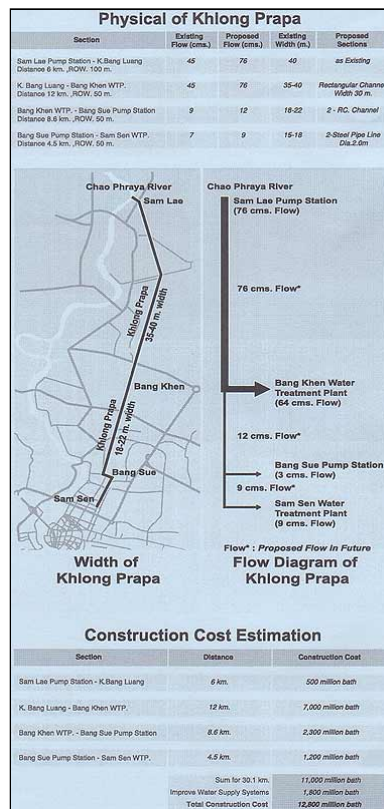 Physical of Khlong Prapa
Section Existing Flow (cms.) Proposed Flow (cms.) Existing Width (m.) Proposed Sections
Sam Lae Pump Station - K.Bang Luang 45 76 40 as Existing
Distance 6 km. ,ROW. 100 m.
K. Bang Luang - Bang Khen WTP. 45 76 35-40 Rectangular Channel
Distance 12 km. ,ROW. 50 m. Width 30 m.
Bang Khen WTP. - Bang Sue Pump Station 9 12 18-22 2 - RC. Channel
Distance 8.6 km. ,ROW. 50 m.
Bang Sue Pump Station - Sam Sen WTP. 7 9 15-18 2-Steel Pipe Line
Distance 4.5 km. ,ROW. 50 m. Dia.2.0m
Chao Phraya River
Sam Lae
Khlong Prapa
35-40 m. width
Bang Khen
Khlong Prapa
18-22 m. width
Bang Sue
Sam Sen
Width of
Khlong Prapa
Chao Phraya River
Sam Lae Pump Station
(76 cms. Flow)
76 cms. Flow*
Bang Khen Water
Treatment Plant
(64 cms. Flow)
12 cms. Flow*
Bang Sue Pump Station
(3 cms. Flow)
9 cms. Flow*
Sam Sen Water
Treatment Plant
(9 cms. Flow)
Flow* : Proposed Flow in Future
Flow Diagram of
Khlong Prapa
Construction Cost Estimation
Section Distance Construction Cost
Sam Lae Pump Station - K.Bang Luang 6 km. 500 million bath
K. Bang Luang - Bang Khen WTP. 12 km. 7,000 million bath
Bang Khen WTP. - Bang Sue Pump Station 8.6 km. 2,300 million bath
Bang Sue Pump Station - Sam Sen WTP. 4.5 km. 1,200 million bath
Sum for 30.1 km. 11,000 million bath
Improve Water Supply Systems 1,800 million bath
Total Construction Cost 12,800 million bath